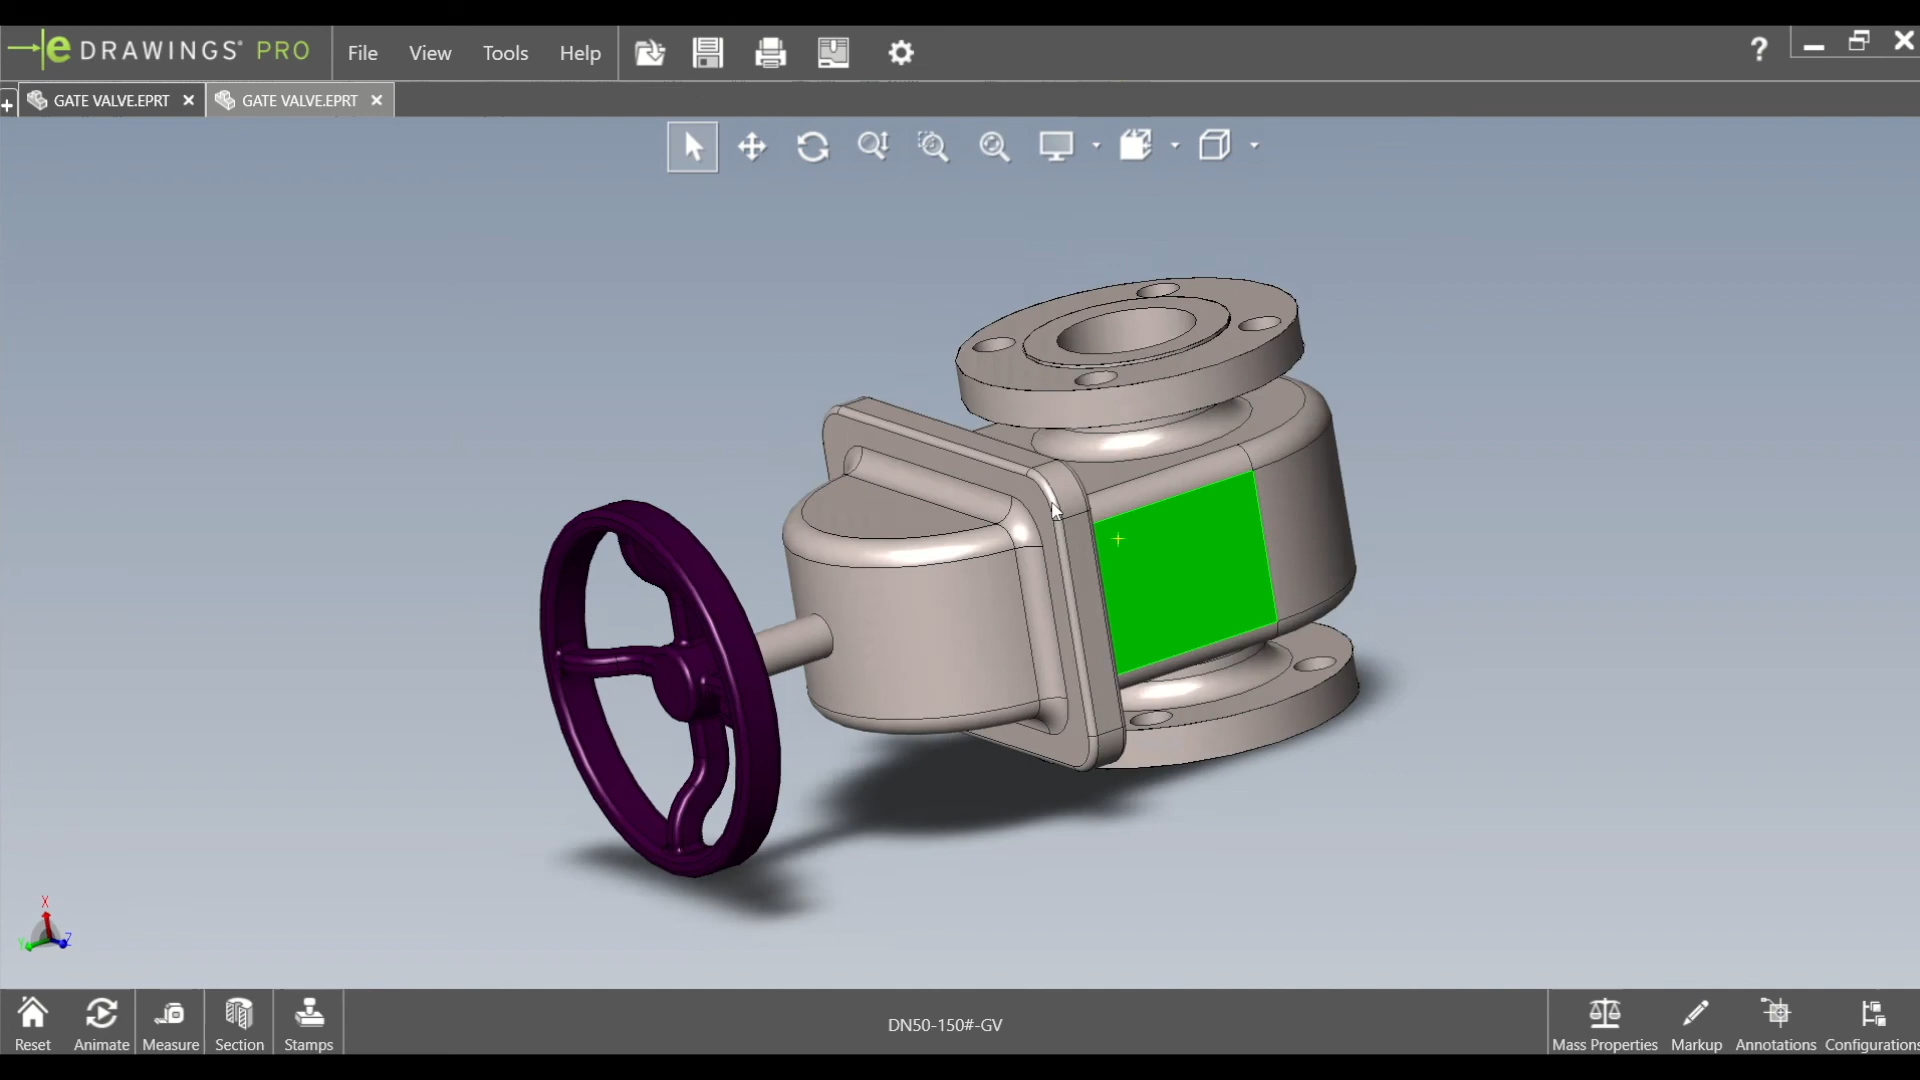 eDRAWINGS® PRO File View Tools Help ?
GATE VALVE.EPRT GATE VALVE.EPRT
X
Y Z
Reset Animate Measure Section Stamps DN50-150#-GV Mass Properties Markup Annotations Configurations